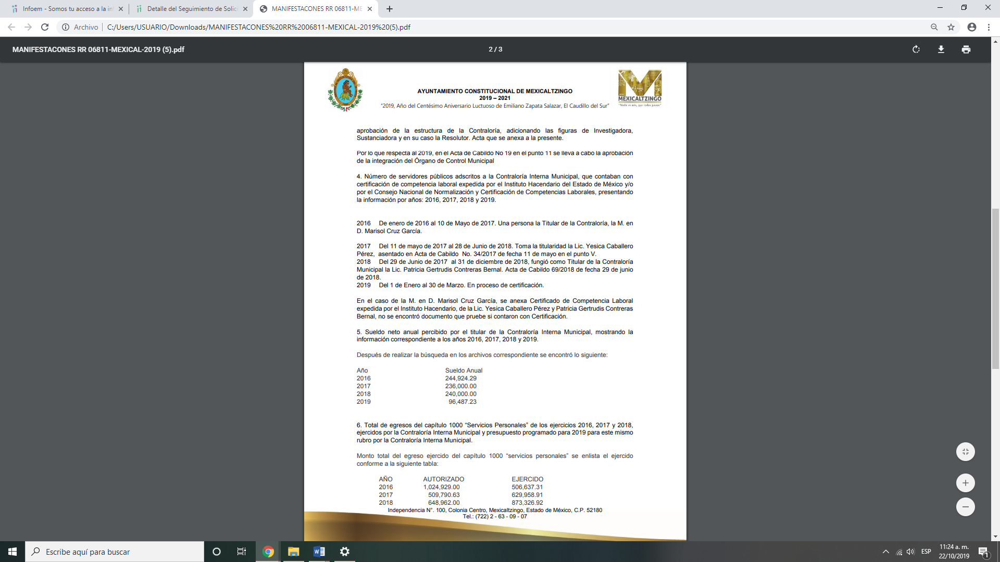 Infoem - Somos tu acceso a la in
Detalle del Seguimiento de Solici
MANIFESTACONES RR 06811-ME
Archivo
C:/Users/USUARIO/Downloads/MANIFESTACONES%20RR%2006811-MEXICAL-2019%20(5).pdf
MANIFESTACONES RR 06811-MEXICAL-2019 (5).pdf
2 / 3
AYUNTAMIENTO CONSTITUCIONAL DE MEXICALTZINGO
2019 – 2021
“2019, Año del Centésimo Aniversario Luctuoso de Emiliano Zapata Salazar, El Caudillo del Sur”
MEXICALTZINGO
aprobación de la estructura de la Contraloría, adicionando las figuras de Investigadora,
Sustanciadora y en su caso la Resolutor. Acta que se anexa a la presente.
Por lo que respecta al 2019, en el Acta de Cabildo No 19 en el punto 11 se lleva a cabo la aprobación
de la integración del Órgano de Control Municipal
4. Número de servidores públicos adscritos a la Contraloría Interna Municipal, que contaban con
certificación de competencia laboral expedida por el Instituto Hacendario del Estado de México y/o
por el Consejo Nacional de Normalización y Certificación de Competencias Laborales, presentando
la información por años: 2016, 2017, 2018 y 2019.
2016 De enero de 2016 al 10 de Mayo de 2017. Una persona la Titular de la Contraloría, la M. en
D. Marisol Cruz García.
2017 Del 11 de mayo de 2017 al 28 de Junio de 2018. Toma la titularidad la Lic. Yesica Caballero
Pérez, asentado en Acta de Cabildo No. 34/2017 de fecha 11 de mayo en el punto V.
2018 Del 29 de Junio de 2017 al 31 de diciembre de 2018, fungió como Titular de la Contraloría
Municipal la Lic. Patricia Gertrudis Contreras Bernal. Acta de Cabildo 69/2018 de fecha 29 de junio
de 2018.
2019 Del 1 de Enero al 30 de Marzo. En proceso de certificación.
En el caso de la M. en D. Marisol Cruz García, se anexa Certificado de Competencia Laboral
expedida por el Instituto Hacendario, de la Lic. Yesica Caballero Pérez y Patricia Gertrudis Contreras
Bernal, no se encontró documento que pruebe si contaron con Certificación.
5. Sueldo neto anual percibido por el titular de la Contraloría Interna Municipal, mostrando la
información correspondiente a los años 2016, 2017, 2018 y 2019.
Después de realizar la búsqueda en los archivos correspondiente se encontró lo siguiente:
Año Sueldo Anual
2016 244,924.29
2017 236,000.00
2018 240,000.00
2019 96,487.23
6. Total de egresos del capítulo 1000 “Servicios Personales” de los ejercicios 2016, 2017 y 2018,
ejercidos por la Contraloría Interna Municipal y presupuesto programado para 2019 para este mismo
rubro por la Contraloría Interna Municipal.
Monto total del egreso ejercido del capítulo 1000 “servicios personales” se enlista el ejercido
conforme a la siguiente tabla:
AÑO AUTORIZADO EJERCIDO
2016 1,024,929.00 506,637.31
2017 509,790.63 629,958.91
2018 648,962.00 873,326.92
Independencia N°. 100, Colonia Centro, Mexicaltzingo, Estado de México, C.P. 52180
Tel.: (722) 2 - 63 - 09 - 07
Escribe aquí para buscar
ESP
11:24 a. m.
22/10/2019
1